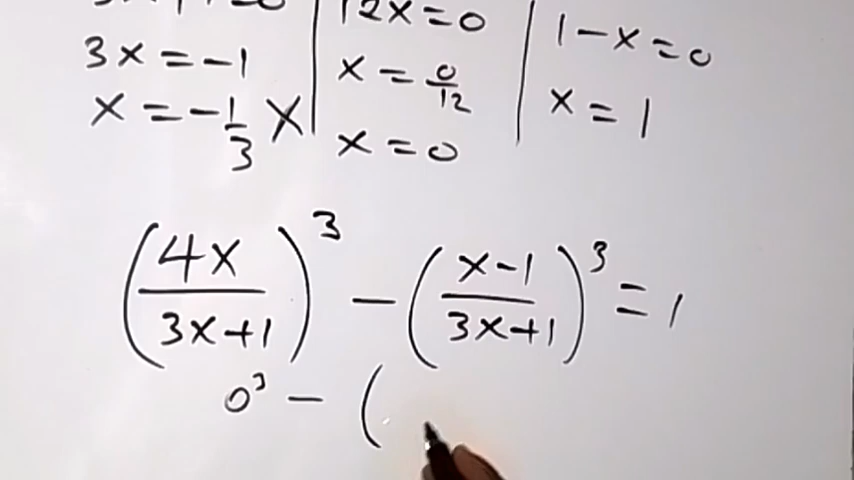 12x=0
1-x=0
3x=-1
x=0/12
x=1
x=-1/3 X
x=0
(4x/3x+1)³ - (x-1/3x+1)³ = 1
0³ - (